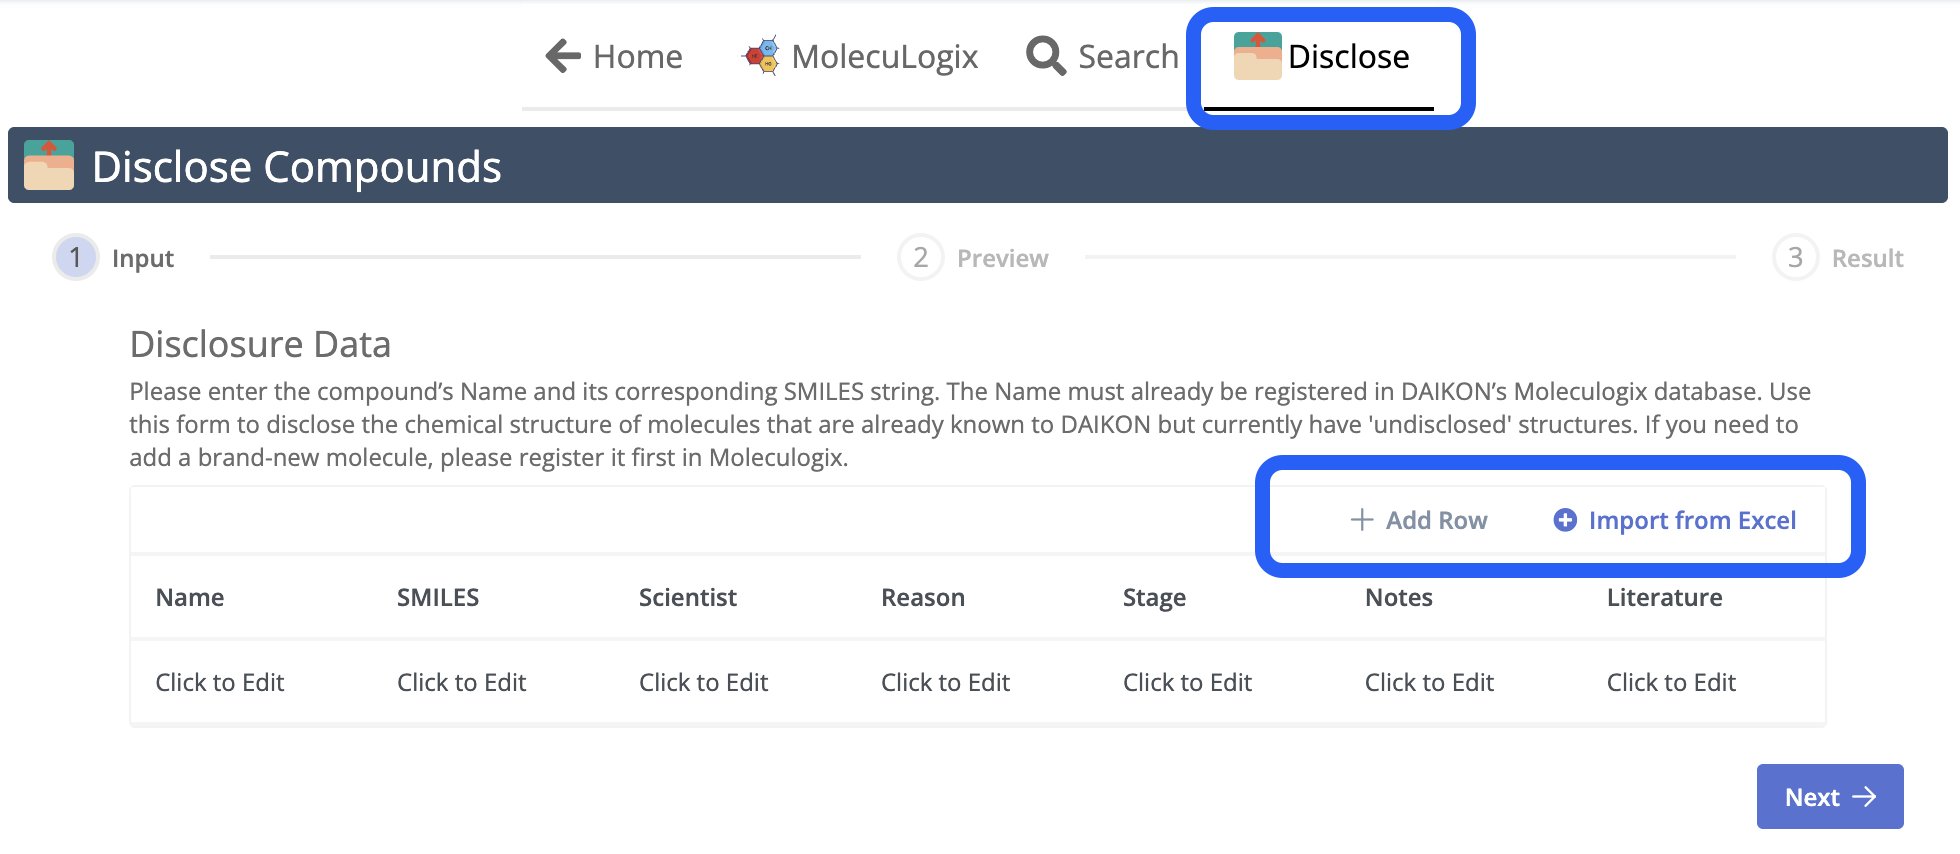 Home MolecuLogix Search Disclose
Disclose Compounds
1 Input 2 Preview 3 Result
Disclosure Data
Please enter the compound’s Name and its corresponding SMILES string. The Name must already be registered in DAIKON’s Moleculogix database. Use
this form to disclose the chemical structure of molecules that are already known to DAIKON but currently have 'undisclosed' structures. If you need to
add a brand-new molecule, please register it first in Moleculogix.
Add Row Import from Excel
Name SMILES Scientist Reason Stage Notes Literature
Click to Edit Click to Edit Click to Edit Click to Edit Click to Edit Click to Edit Click to Edit
Next